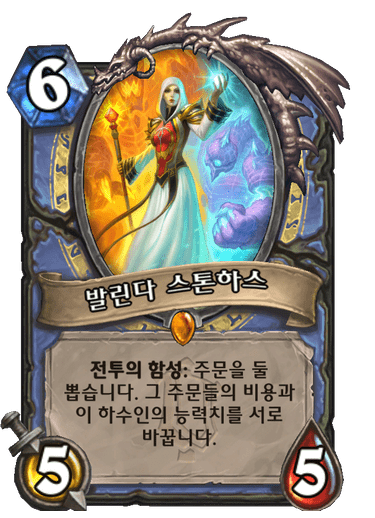 6
발린다 스톤하스
전투의 함성: 주문을 둘
뽑습니다. 그 주문들의 비용과
이 하수인의 능력치를 서로
바꿉니다.
5
5